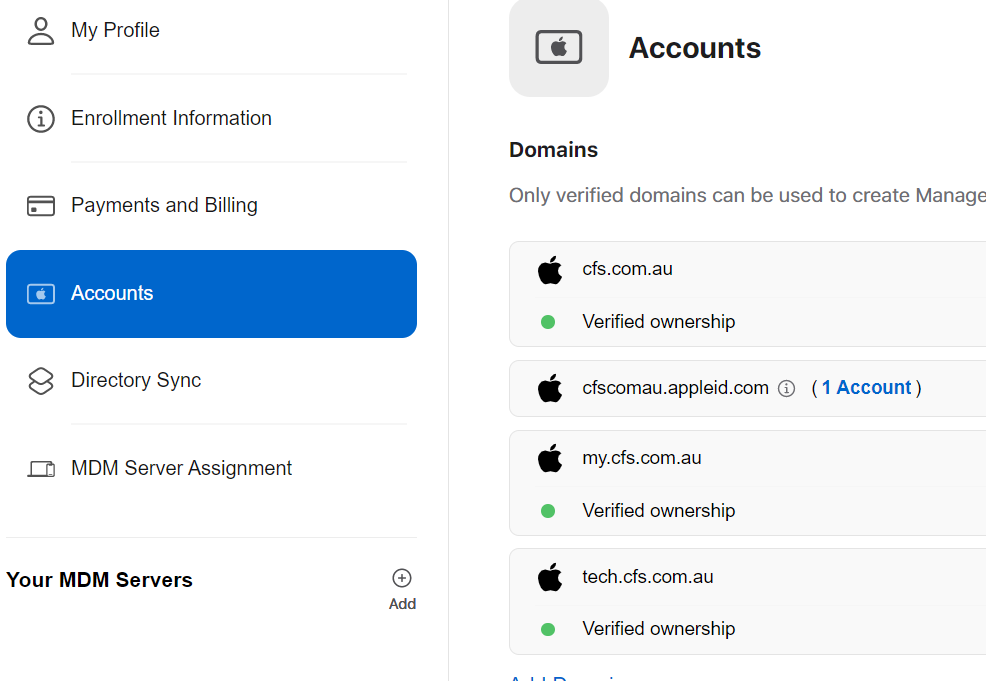 My Profile
Enrollment Information
Payments and Billing
Accounts
Directory Sync
MDM Server Assignment
Your MDM Servers
Add
Accounts
Domains
Only verified domains can be used to create Manage
cfs.com.au
Verified ownership
cfscomau.appleid.com (1 Account)
my.cfs.com.au
Verified ownership
tech.cfs.com.au
Verified ownership